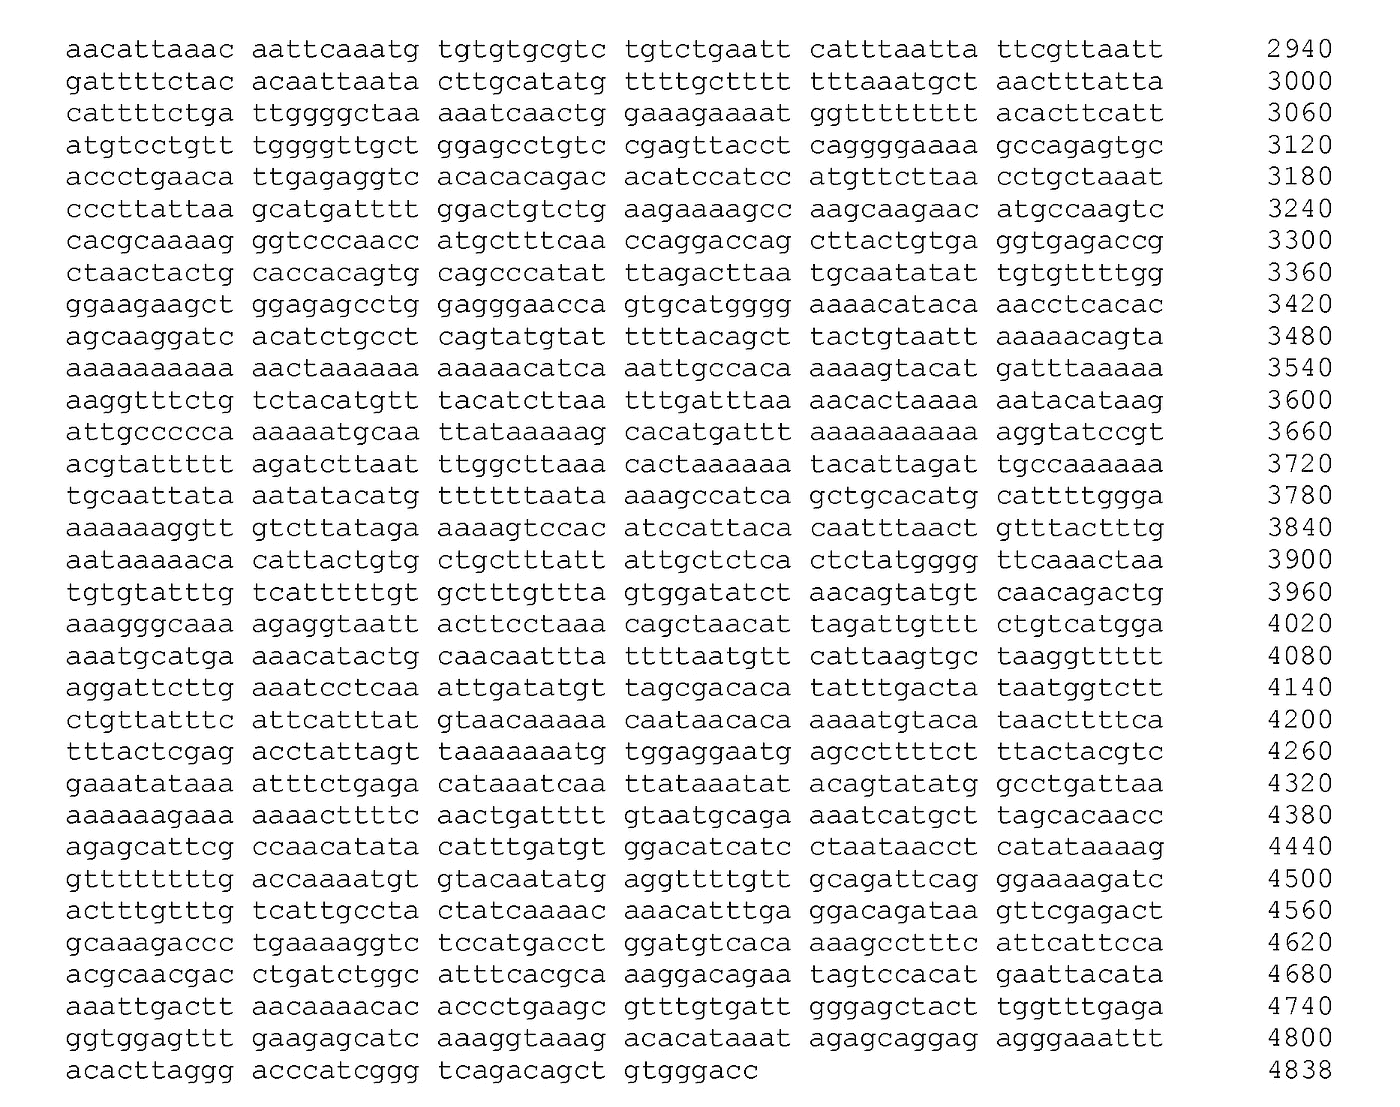 aacattaaac aattcaaatg tgtgtgcgtc tgtctgaatt catttaatta ttcgttaatt 2940
gattttctac acaattaata cttgcatatg ttttgctttt tttaaatgct aactttatta 3000
cattttctga ttggggctaa aaatcaactg gaaagaaaat ggtttttttt acacttcatt 3060
atgtcctgtt tggggttgct ggagcctgtc cgagttacct caggggaaaa gccagagtgc 3120
accctgaaca ttgagaggtc acacacagac acatccatcc atgttcttaa cctgctaaat 3180
cccttattaa gcatgatttt ggactgtctg aagaaaagcc aagcaagaac atgccaagtc 3240
cacgcaaaag ggtcccaacc atgctttcaa ccaggaccag cttactgtga ggtgagaccg 3300
ctaactactg caccacagtg cagcccatat ttagacttaa tgcaatatat tgtgttttgg 3360
ggaagaagct ggagagcctg gagggaacca gtgcatgggg aaaacataca aacctcacac 3420
agcaaggatc acatctgcct cagtatgtat ttttacagct tactgtaatt aaaaacagta 3480
aaaaaaaaaa aactaaaaaa aaaaacatca aattgccaca aaaagtacat gatttaaaaa 3540
aaggtttctg tctacatgtt tacatcttaa tttgatttaa aacactaaaa aatacataag 3600
attgccccca aaaaatgcaa ttataaaaag cacatgattt aaaaaaaaaa aggtatccgt 3660
acgtattttt agatcttaat ttggcttaaa cactaaaaaa tacattagat tgccaaaaaa 3720
tgcaattata aatatacatg ttttttaata aaagccatca gctgcacatg cattttggga 3780
aaaaaaggtt gtcttataga aaaagtccac atccattaca caatttaact gtttactttg 3840
aataaaaaca cattactgtg ctgctttatt attgctctca ctctatgggg ttcaaactaa 3900
tgtgtatttg tcatttttgt gctttgttta gtggatatct aacagtatgt caacagactg 3960
aaagggcaaa agaggtaatt acttcctaaa cagctaacat tagattgttt ctgtcatgga 4020
aaatgcatga aaacatactg caacaattta ttttaatgtt cattaagtgc taaggttttt 4080
aggattcttg aaatcctcaa attgatatgt tagcgacaca tatttgacta taatggtctt 4140
ctgttatttc attcatttat gtaacaaaaa caataacaca aaaatgtaca taacttttca 4200
tttactcgag acctattagt taaaaaaatg tggaggaatg agccttttct ttactacgtc 4260
gaaatataaa atttctgaga cataaatcaa ttataaatat acagtatatg gcctgattaa 4320
aaaaaagaaa aaaacttttc aactgatttt gtaatgcaga aaatcatgct tagcacaacc 4380
agagcattcg ccaacatata catttgatgt ggacatcatc ctaataacct catataaaag 4440
gttttttttg accaaaatgt gtacaatatg aggttttgtt gcagattcag ggaaaagatc 4500
actttgtttg tcattgccta ctatcaaaac aaacatttga ggacagataa gttcgagact 4560
gcaaagaccc tgaaaaggtc tccatgacct ggatgtcaca aaagcctttc attcattcca 4620
acgcaacgac cctgatctggc atttcacgca aaggacagaa tagtccacat gaattacata 4680
aaattgactt aacaaaacac accctgaagc gtttgtgatt gggagctact tggtttgaga 4740
ggtggagttt gaagagcatc aaaggtaaag acacataaat agagcaggag agggaaattt 4800
acacttaggg acccatcggg tcagacagct gtgggacc 4838